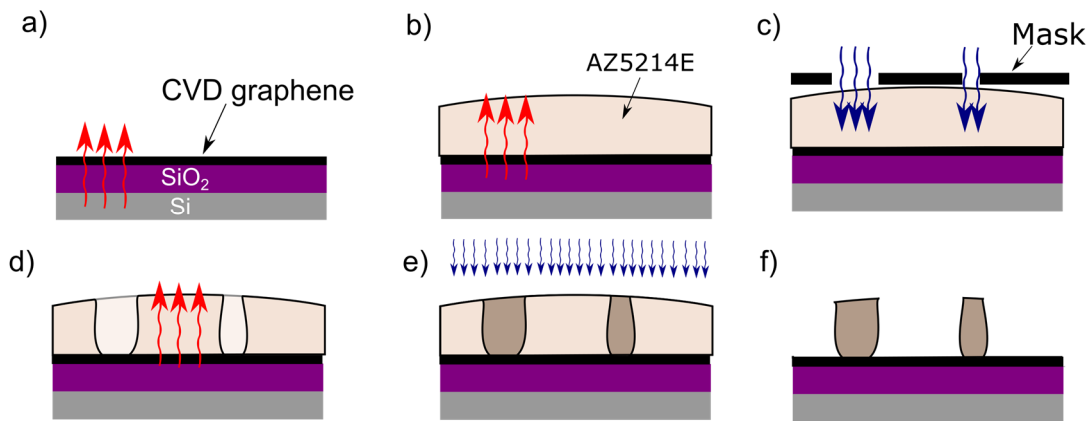 a)
CVD graphene
SiO₂
Si
b)
AZ5214E
c)
Mask
d)
e)
f)